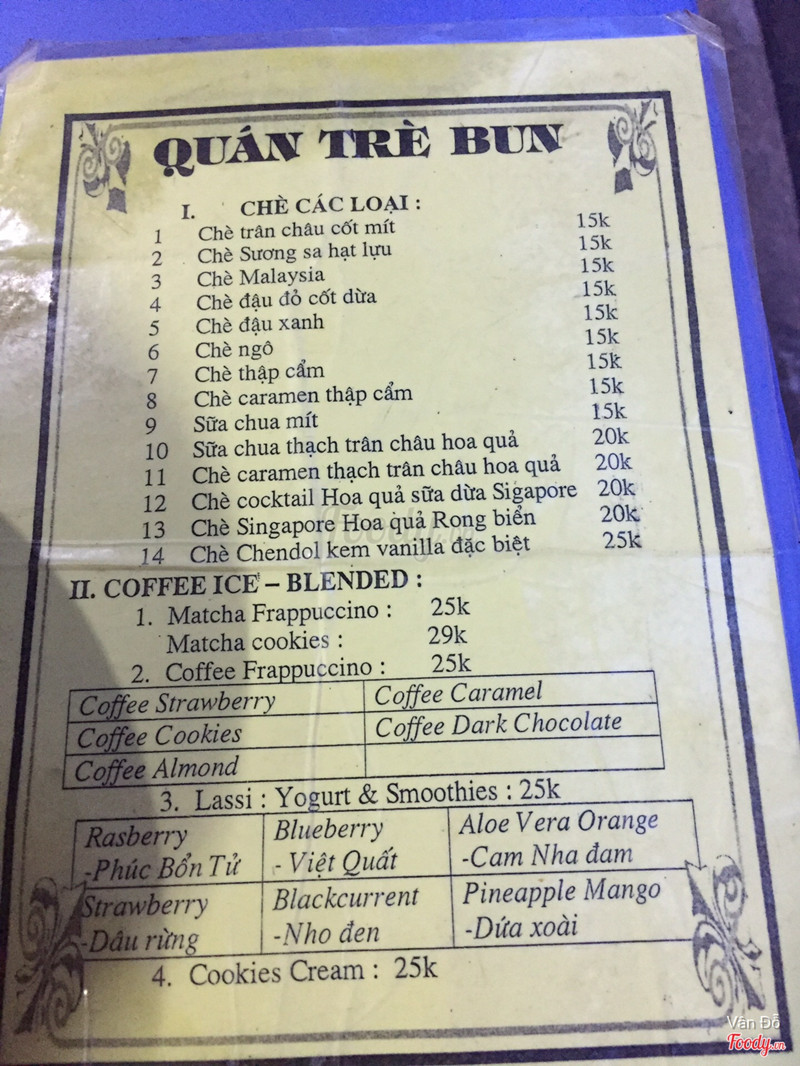 QUÁN TRÈ BUN
I. CHÈ CÁC LOẠI :
1 Chè trân châu cốt mít 15k
2 Chè Sương sa hạt lựu 15k
3 Chè Malaysia 15k
4 Chè đậu đỏ cốt dừa 15k
5 Chè đậu xanh 15k
6 Chè ngô 15k
7 Chè thập cẩm 15k
8 Chè caramen thập cẩm 15k
9 Sữa chua mít 15k
10 Sữa chua thạch trân châu hoa quả 20k
11 Chè caramen thạch trân châu hoa quả 20k
12 Chè cocktail Hoa quả sữa dừa Sigapore 20k
13 Chè Singapore Hoa quả Rong biển 20k
14 Chè Chendol kem vanilla đặc biệt 25k
II. COFFEE ICE – BLENDED :
1. Matcha Frappuccino : 25k
Matcha cookies : 29k
2. Coffee Frappuccino : 25k
Coffee Strawberry Coffee Caramel
Coffee Cookies Coffee Dark Chocolate
Coffee Almond
3. Lassi : Yogurt & Smoothies : 25k
Rasberry Blueberry Aloe Vera Orange
-Phúc Bổn Tử - Việt Quất -Cam Nha đam
Strawberry Blackcurrent Pineapple Mango
-Dâu rừng -Nho đen -Dứa xoài
4. Cookies Cream : 25k
Vân Đỗ
Foody.vn